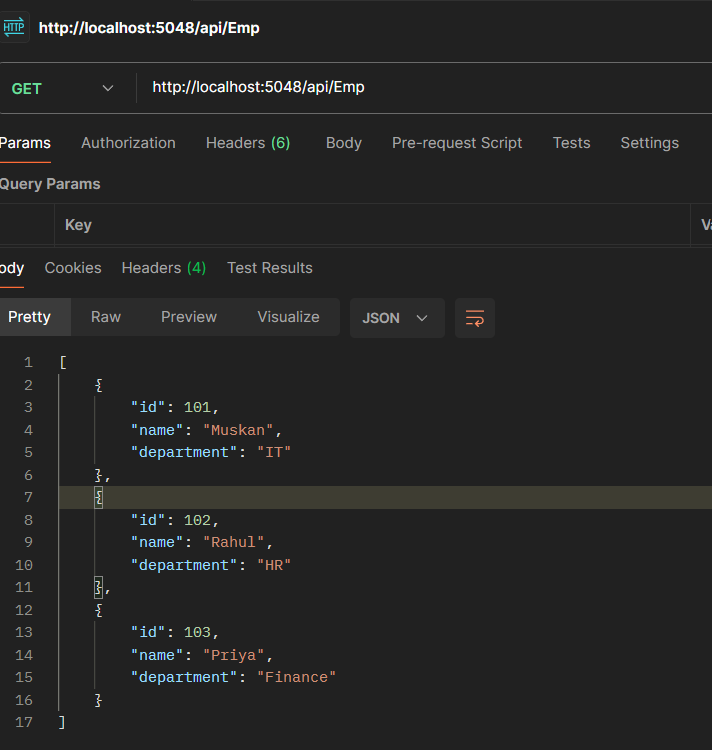 HTTP http://localhost:5048/api/Emp
GET http://localhost:5048/api/Emp
Params Authorization Headers (6) Body Pre-request Script Tests Settings
Query Params
Key Va
ody Cookies Headers (4) Test Results
Pretty Raw Preview Visualize JSON
1 [
2 {
3 "id": 101,
4 "name": "Muskan",
5 "department": "IT"
6 },
7 {
8 "id": 102,
9 "name": "Rahul",
10 "department": "HR"
11 },
12 {
13 "id": 103,
14 "name": "Priya",
15 "department": "Finance"
16 }
17 ]